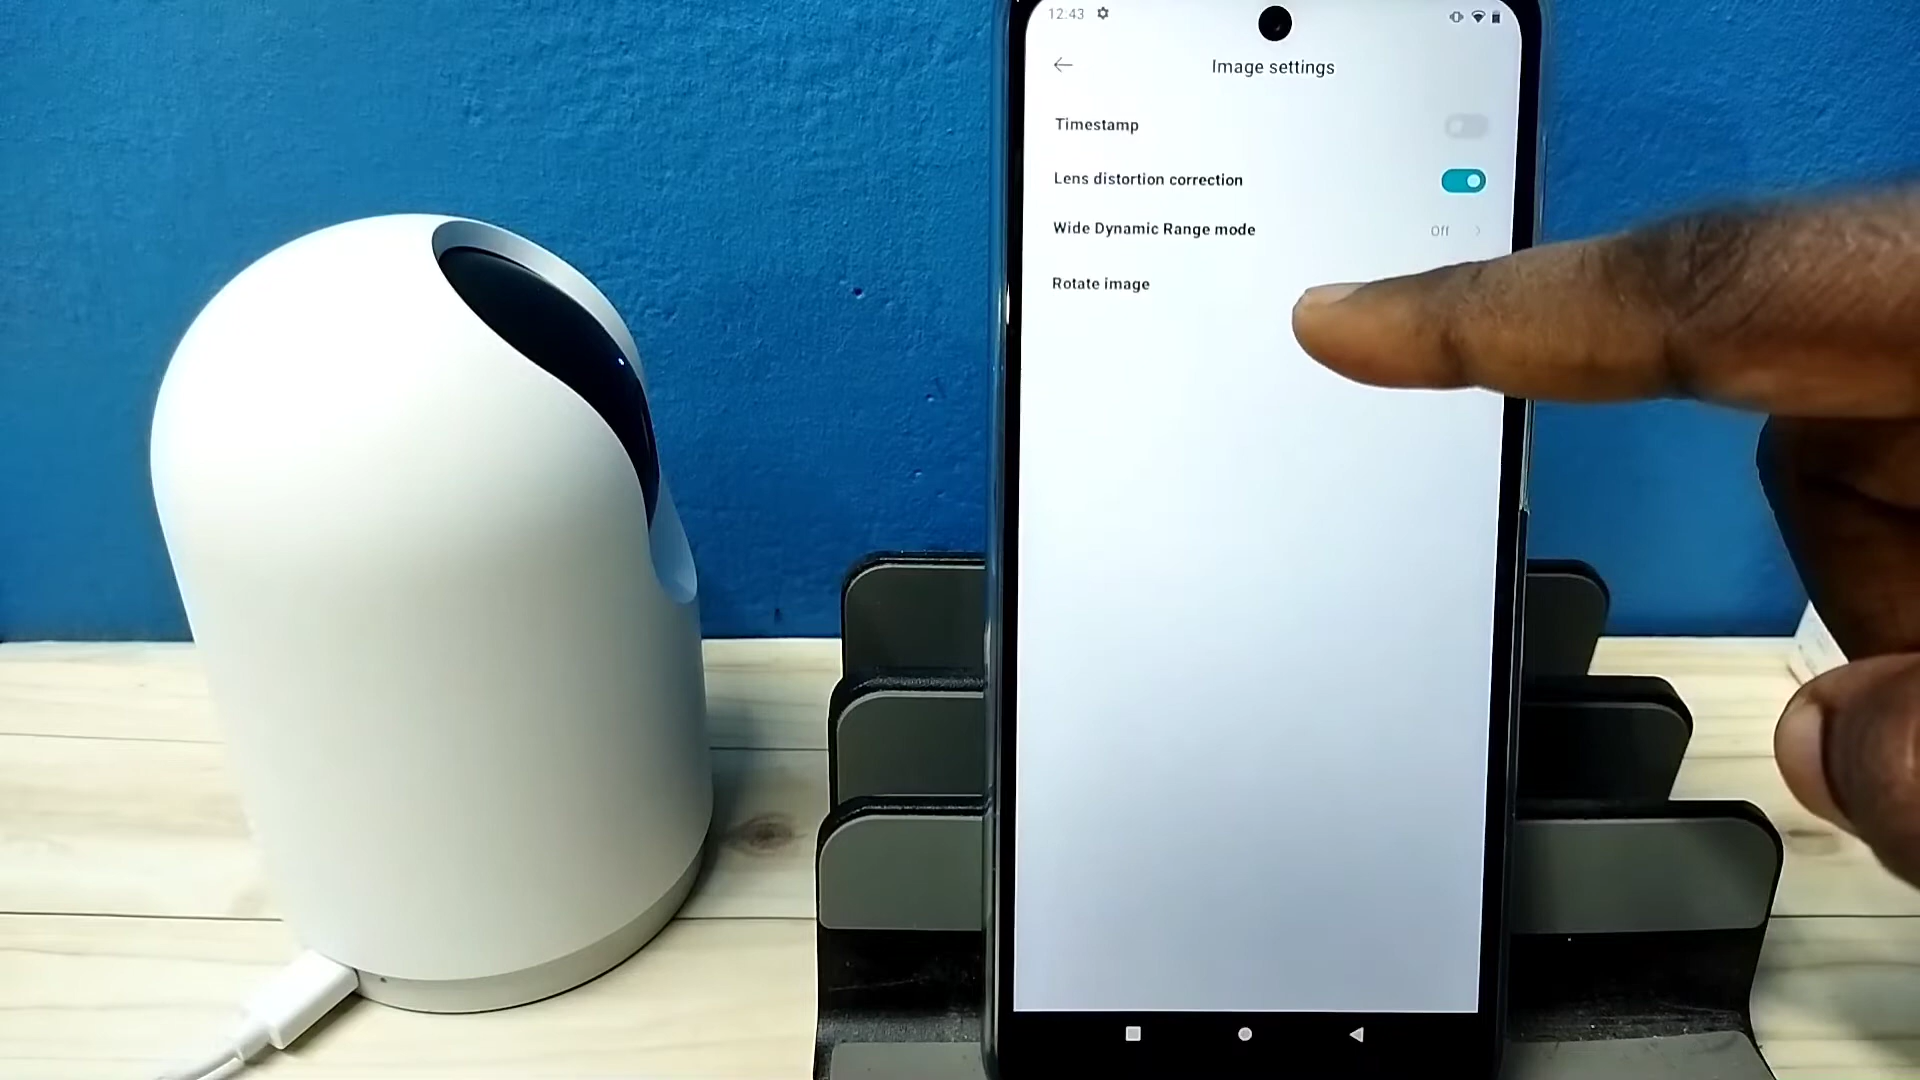 12:43
Image settings
Timestamp
Lens distortion correction
Wide Dynamic Range mode Off
Rotate image